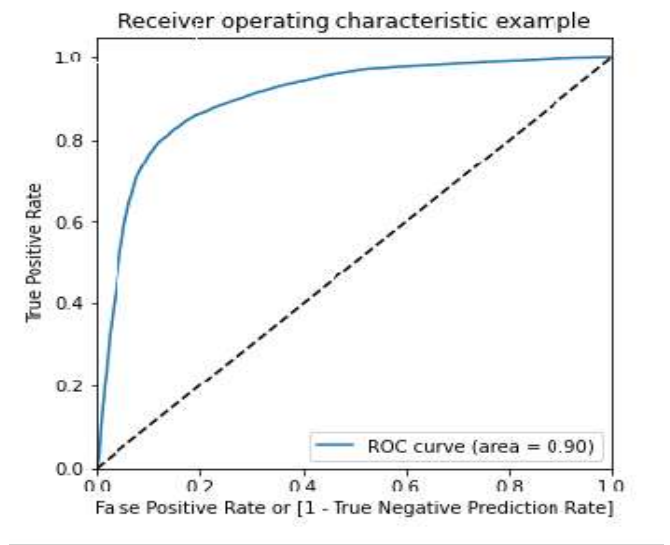 Receiver operating characteristic example
1.0
0.8
0.6
0.4
0.2
0.0
True Positive Rate
ROC curve (area = 0.90)
0.0 0.2 0.4 0.6 0.8 1.0
Fa se Positive Rate or [1 - True Negative Prediction Rate]